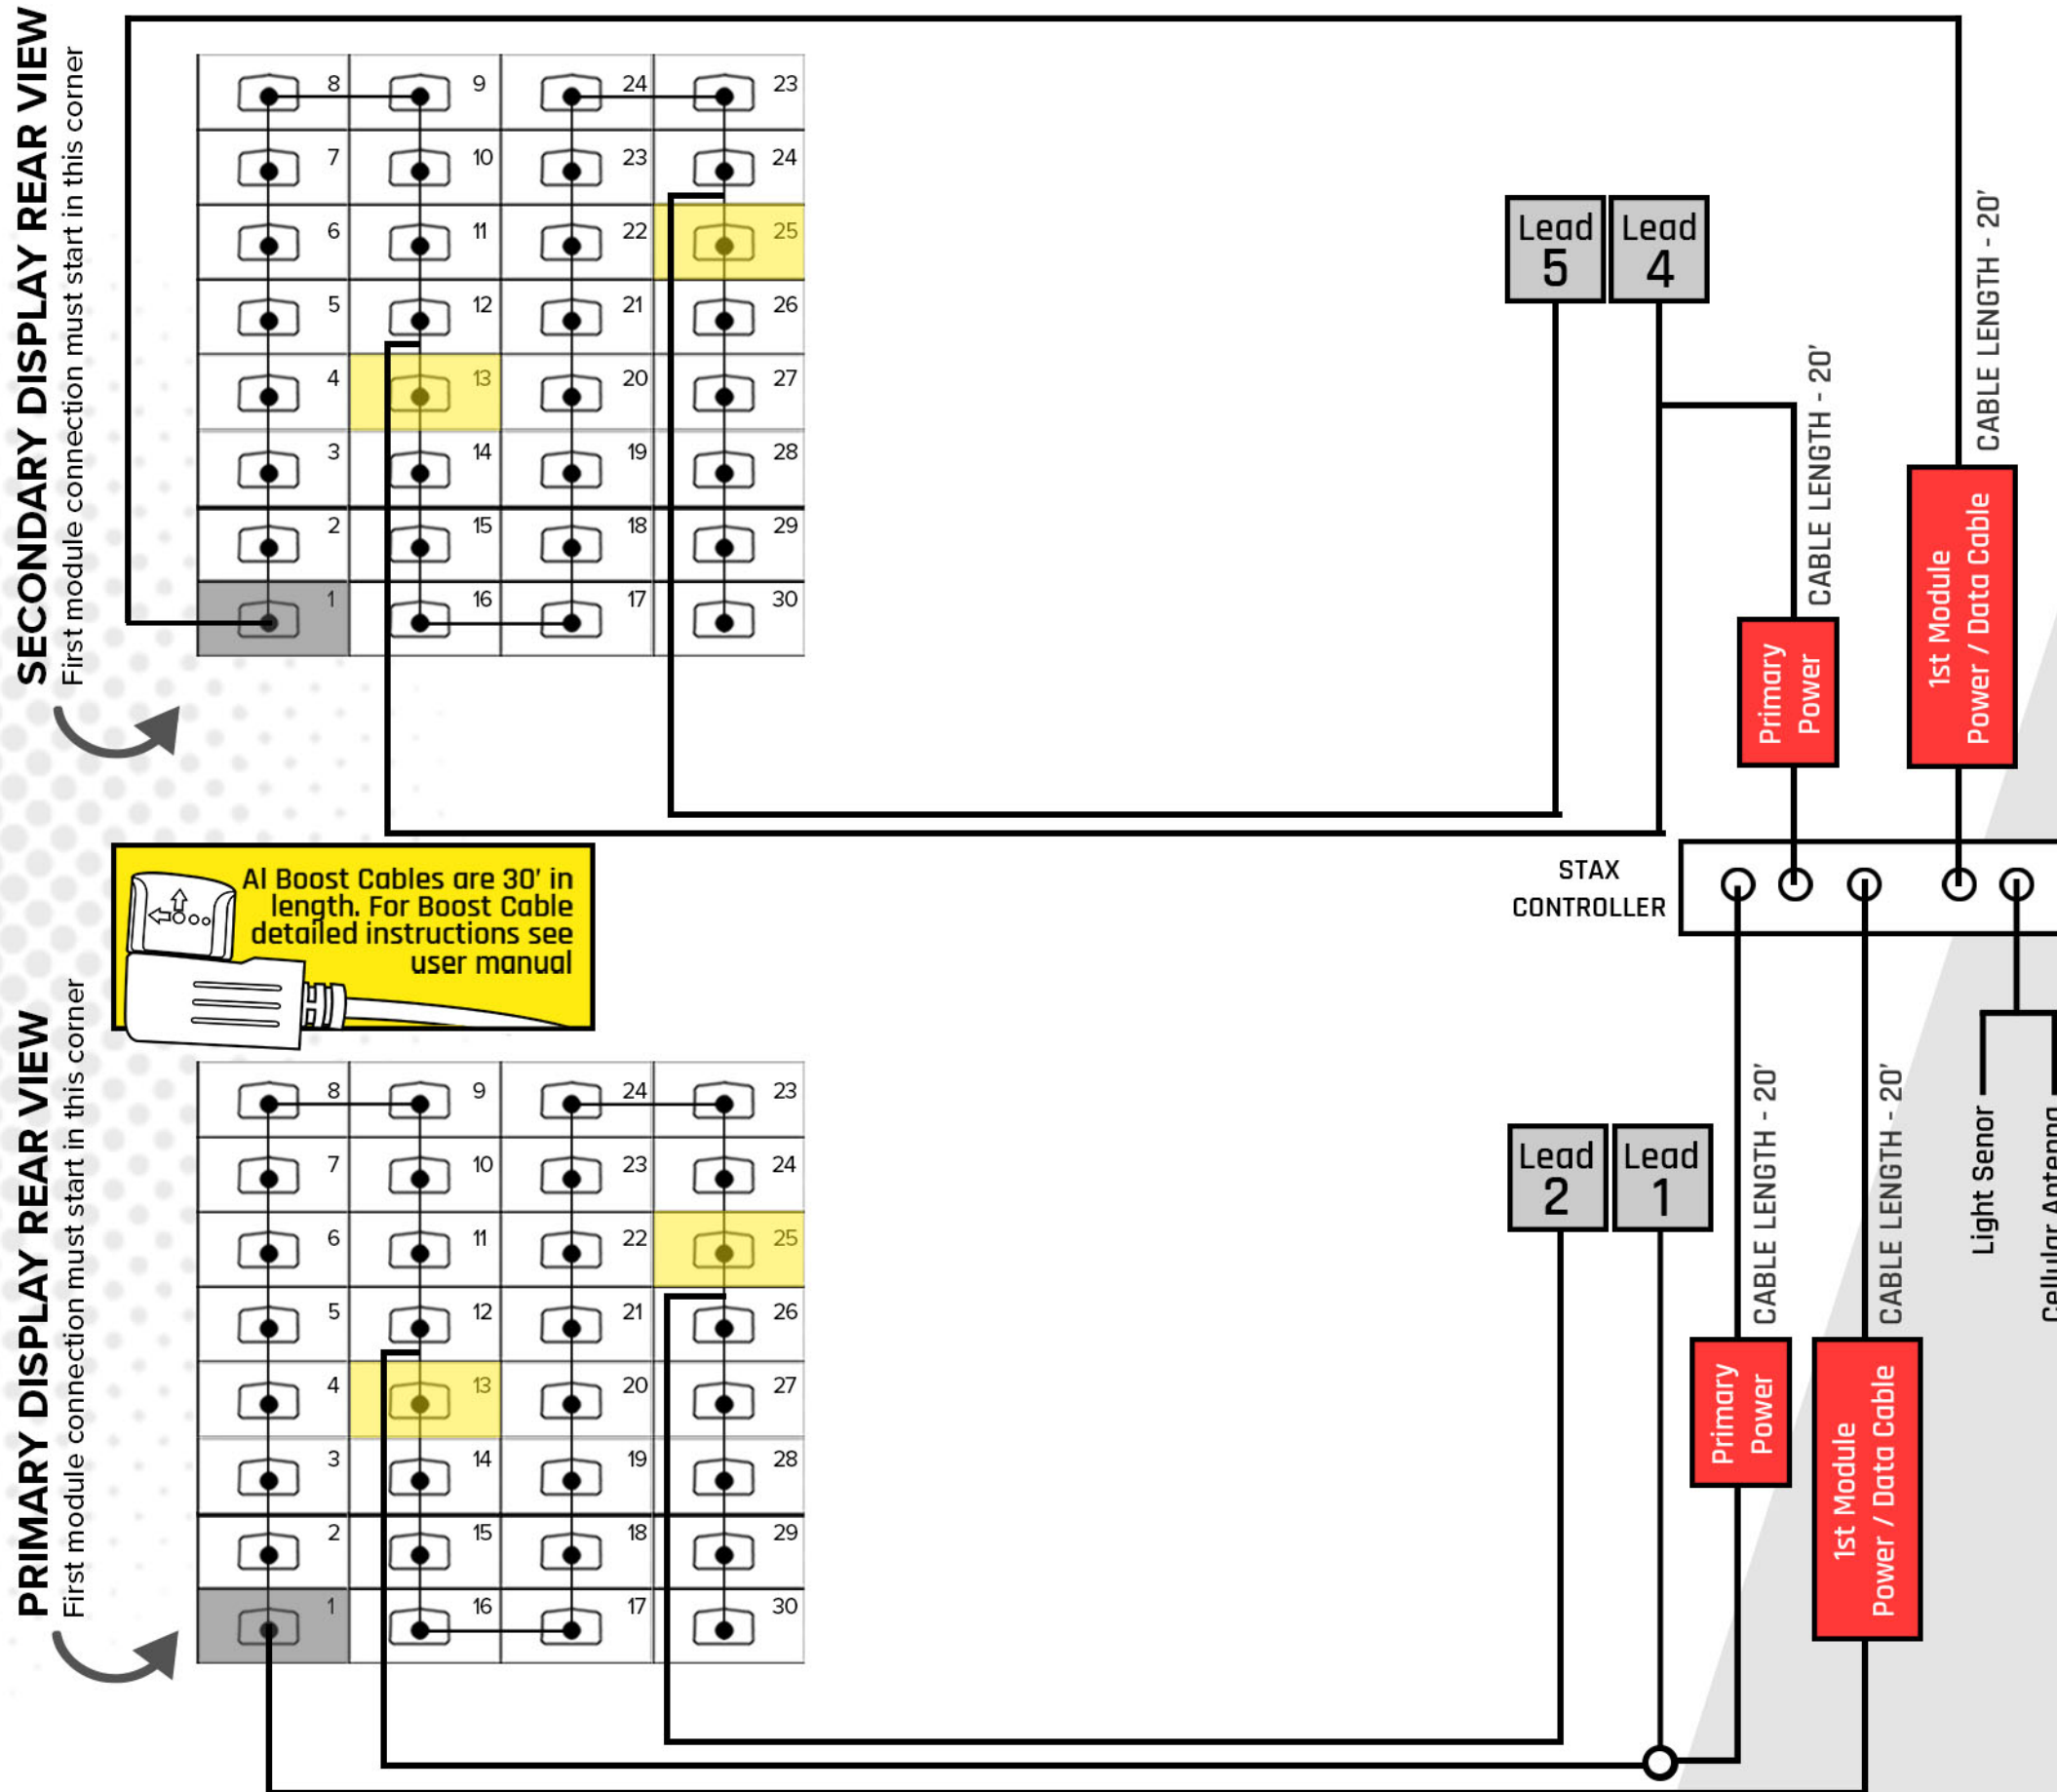 SECONDARY DISPLAY REAR VIEW
First module connection must start in this corner
8 9 24 23
7 10 23 24
6 11 22 25
5 12 21 26
4 13 20 27
3 14 19 28
2 15 18 29
1 16 17 30
Lead
5
Lead
4
CABLE LENGTH - 20'
CABLE LENGTH - 20'
Primary
Power
1st Module
Power / Data Cable
STAX
CONTROLLER
Al Boost Cables are 30' in
length. For Boost Cable
detailed instructions see
user manual
PRIMARY DISPLAY REAR VIEW
First module connection must start in this corner
8 9 24 23
7 10 23 24
6 11 22 25
5 12 21 26
4 13 20 27
3 14 19 28
2 15 18 29
1 16 17 30
Lead
2
Lead
1
CABLE LENGTH - 20'
CABLE LENGTH - 20'
Primary
Power
1st Module
Power / Data Cable
Light Senor
Cellular Antenna